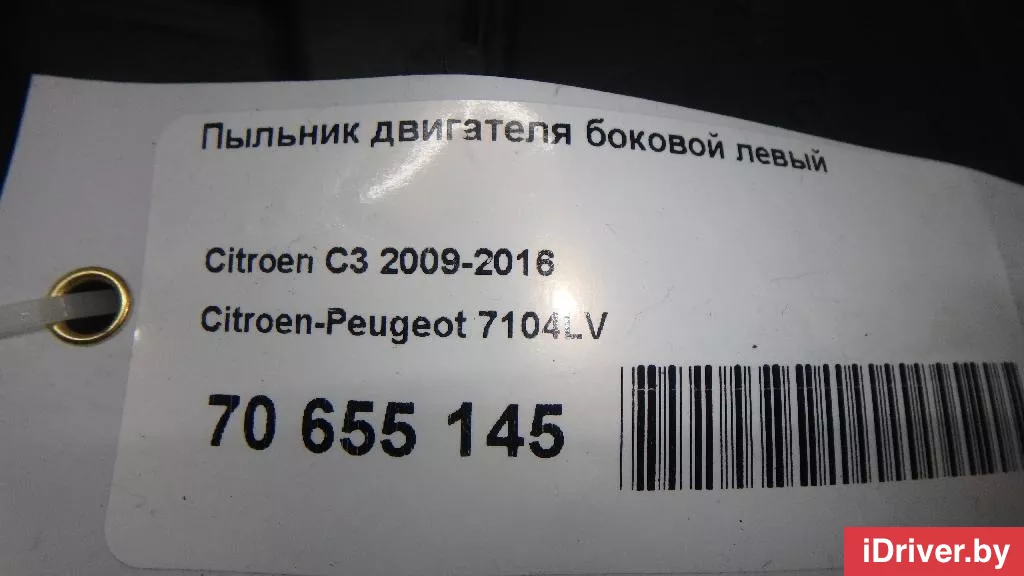 Пыльник двигателя боковой левый
Citroen C3 2009-2016
Citroen-Peugeot 7104LV
70 655 145
iDriver.by